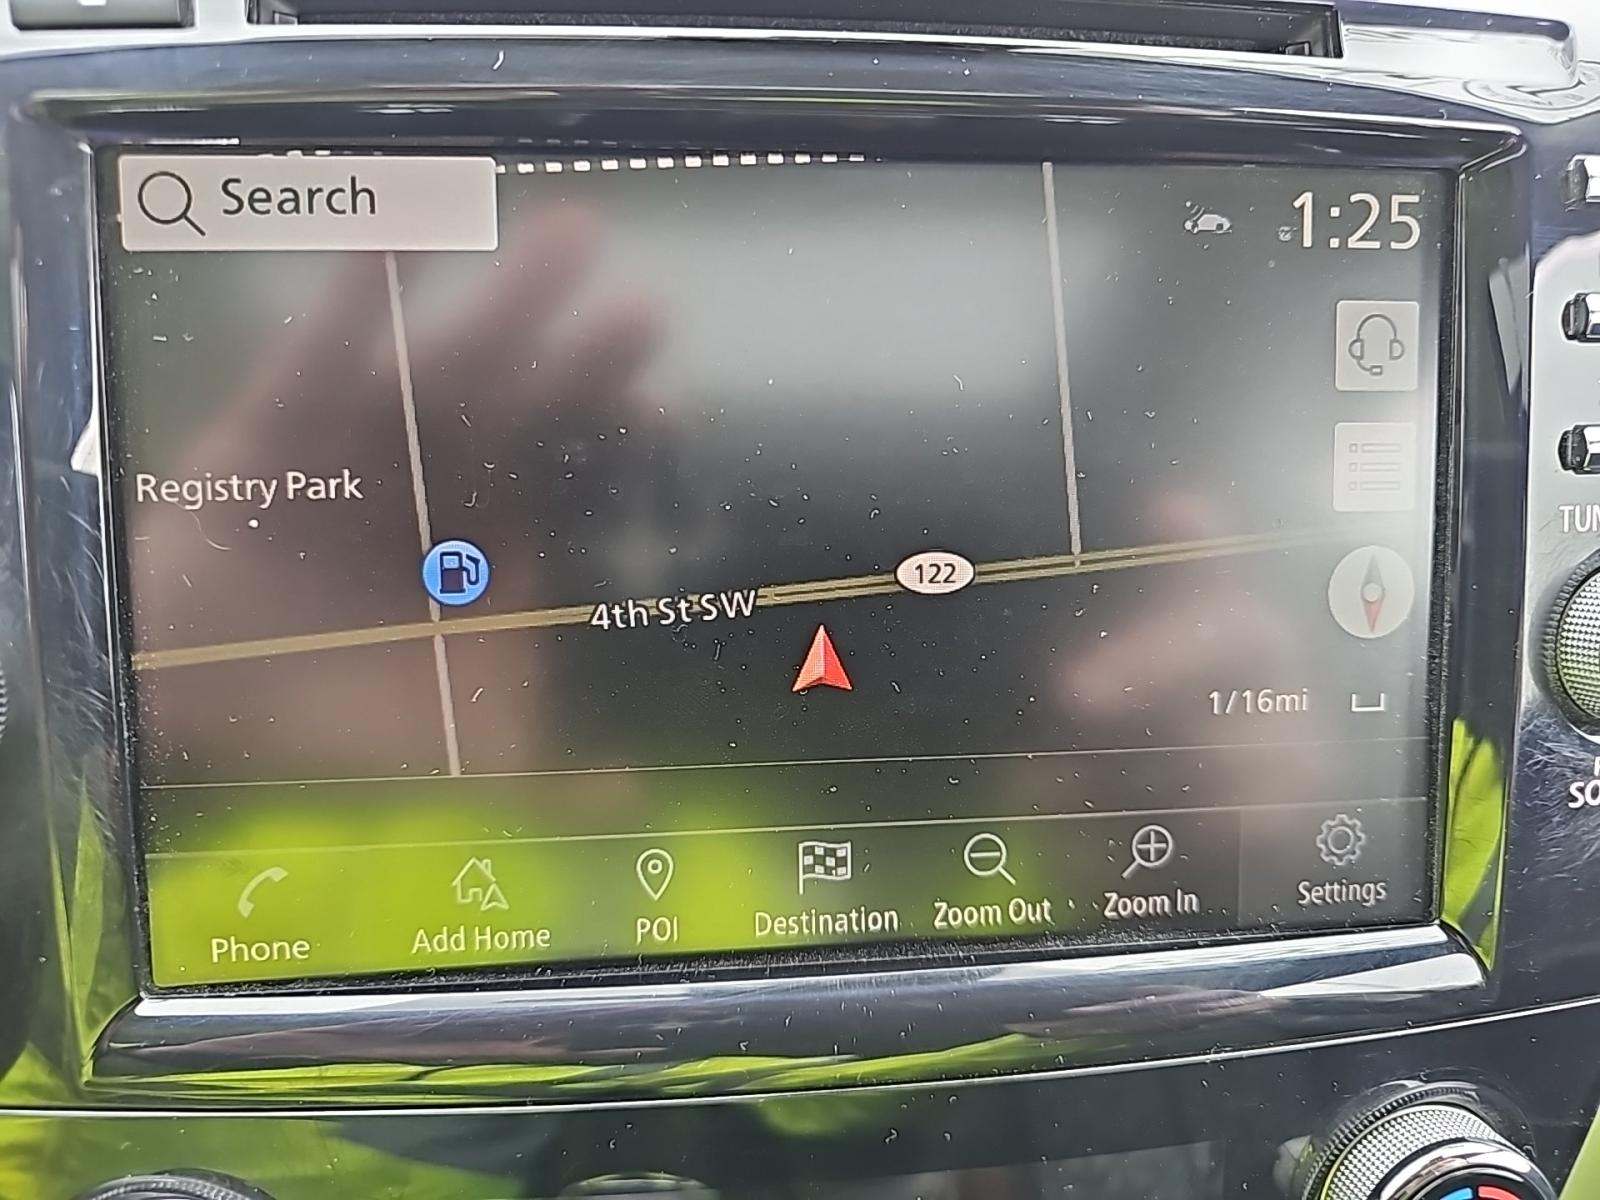 Search
1:25
Registry Park
122
4th St SW
1/16mi
Phone
Add Home
POI
Destination
Zoom Out
Zoom In
Settings